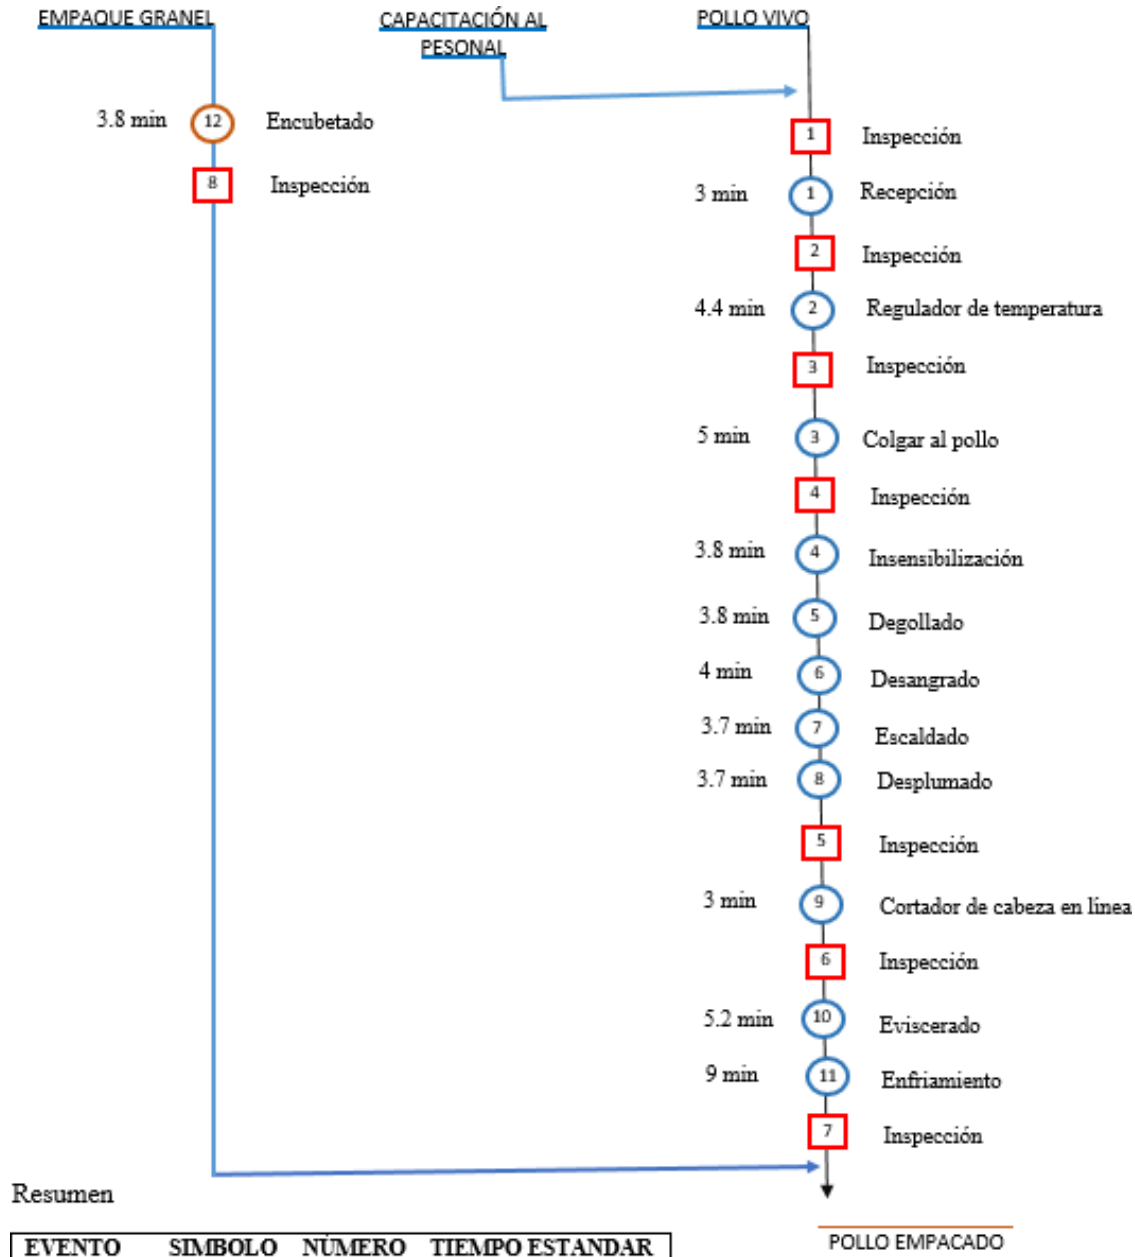 EMPAQUE GRANEL
CAPACITACIÓN AL
PESONAL
POLLO VIVO
3.8 min 12 Encubetado
8 Inspección
1 Inspección
3 min 1 Recepción
2 Inspección
4.4 min 2 Regulador de temperatura
3 Inspección
5 min 3 Colgar al pollo
4 Inspección
3.8 min 4 Insensibilización
3.8 min 5 Degollado
4 min 6 Desangrado
3.7 min 7 Escaldado
3.7 min 8 Desplumado
5 Inspección
3 min 9 Cortador de cabeza en línea
6 Inspección
5.2 min 10 Eviscerado
9 min 11 Enfriamiento
7 Inspección
Resumen
POLLO EMPACADO
EVENTO SIMBOLO NÚMERO TIEMPO ESTANDAR